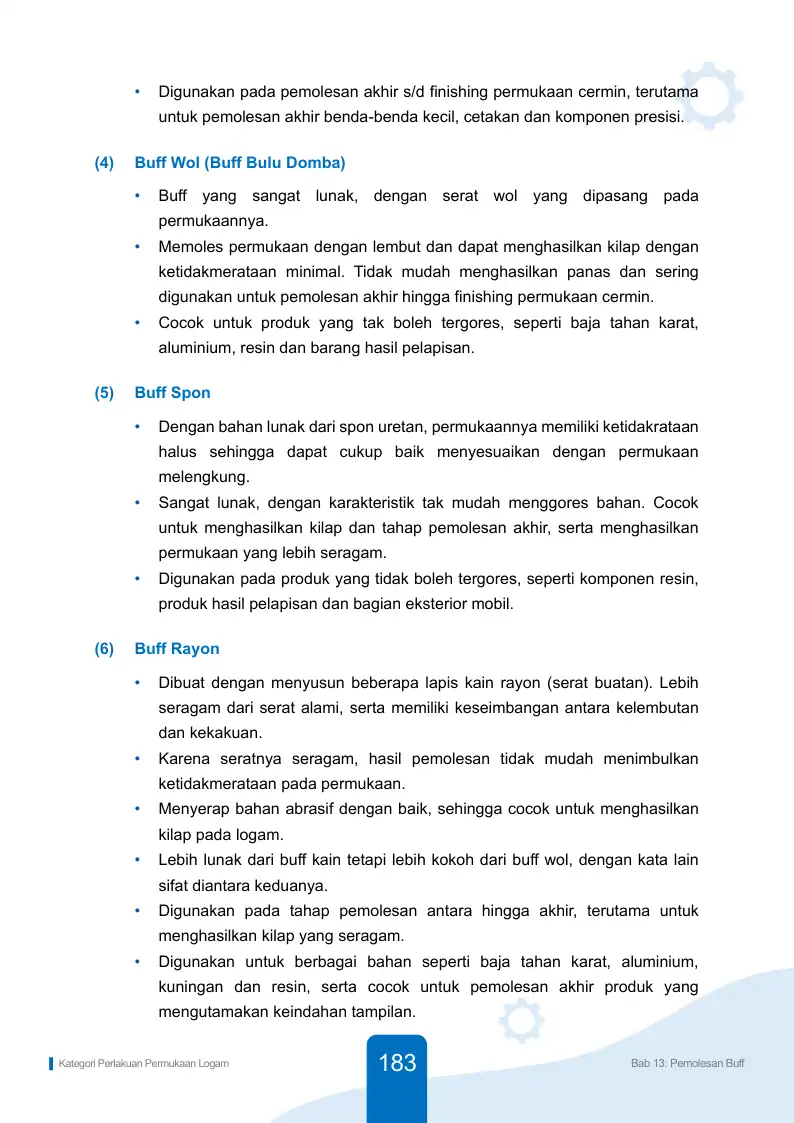 • Digunakan pada pemolesan akhir s/d finishing permukaan cermin, terutama
untuk pemolesan akhir benda-benda kecil, cetakan dan komponen presisi.
(4) Buff Wol (Buff Bulu Domba)
• Buff yang sangat lunak, dengan serat wol yang dipasang pada
permukaannya.
• Memoles permukaan dengan lembut dan dapat menghasilkan kilap dengan
ketidakmerataan minimal. Tidak mudah menghasilkan panas dan sering
digunakan untuk pemolesan akhir hingga finishing permukaan cermin.
• Cocok untuk produk yang tak boleh tergores, seperti baja tahan karat,
aluminium, resin dan barang hasil pelapisan.
(5) Buff Spon
• Dengan bahan lunak dari spon uretan, permukaannya memiliki ketidakrataan
halus sehingga dapat cukup baik menyesuaikan dengan permukaan
melengkung.
• Sangat lunak, dengan karakteristik tak mudah menggores bahan. Cocok
untuk menghasilkan kilap dan tahap pemolesan akhir, serta menghasilkan
permukaan yang lebih seragam.
• Digunakan pada produk yang tidak boleh tergores, seperti komponen resin,
produk hasil pelapisan dan bagian eksterior mobil.
(6) Buff Rayon
• Dibuat dengan menyusun beberapa lapis kain rayon (serat buatan). Lebih
seragam dari serat alami, serta memiliki keseimbangan antara kelembutan
dan kekakuan.
• Karena seratnya seragam, hasil pemolesan tidak mudah menimbulkan
ketidakmerataan pada permukaan.
• Menyerap bahan abrasif dengan baik, sehingga cocok untuk menghasilkan
kilap pada logam.
• Lebih lunak dari buff kain tetapi lebih kokoh dari buff wol, dengan kata lain
sifat diantara keduanya.
• Digunakan pada tahap pemolesan antara hingga akhir, terutama untuk
menghasilkan kilap yang seragam.
• Digunakan untuk berbagai bahan seperti baja tahan karat, aluminium,
kuningan dan resin, serta cocok untuk pemolesan akhir produk yang
mengutamakan keindahan tampilan.
Kategori Perlakuan Permukaan Logam
183
Bab 13: Pemolesan Buff